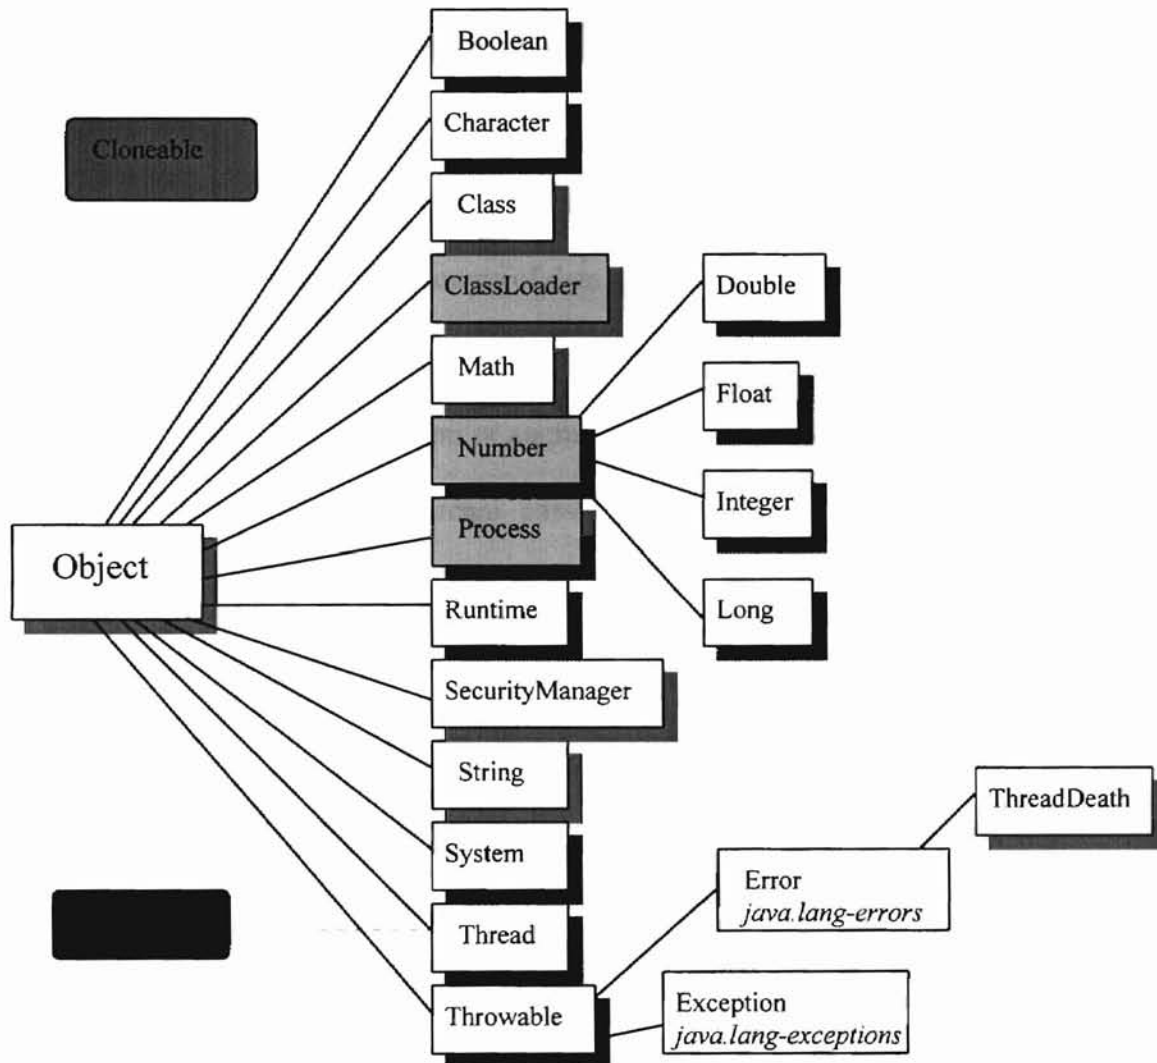 Boolean
Cloneable
Character
Class
ClassLoader
Double
Math
Float
Number
Integer
Process
Object
Runtime
Long
SecurityManager
String
ThreadDeath
System
Error
java.lang-errors
Thread
Throwable
Exception
java.lang-exceptions